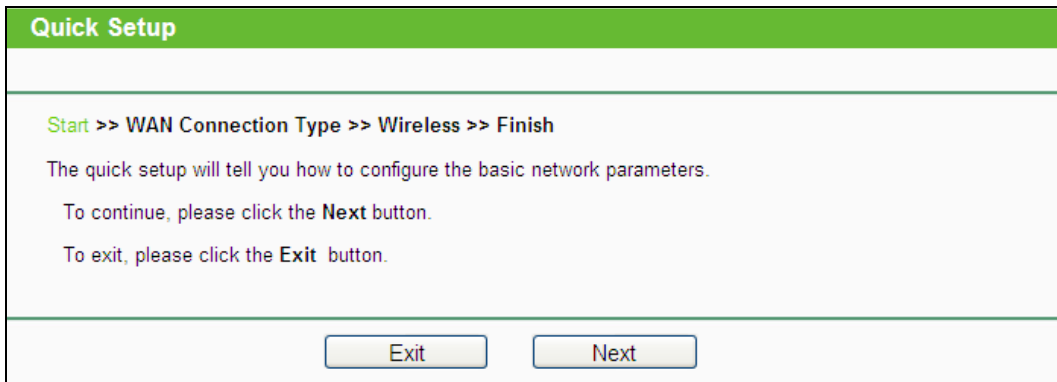 Quick Setup
Start >> WAN Connection Type >> Wireless >> Finish
The quick setup will tell you how to configure the basic network parameters.
To continue, please click the Next button.
To exit, please click the Exit button.
Exit Next